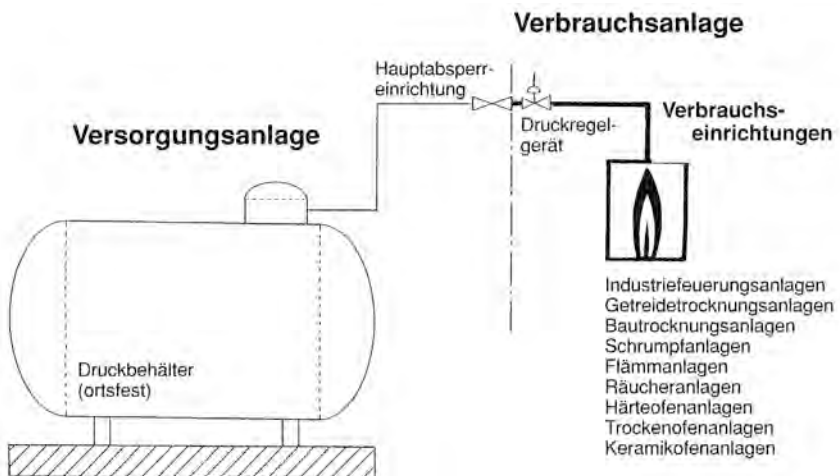 Verbrauchsanlage
Hauptabsperr-
einrichtung
Versorgungsanlage
Druckregel-
gerät
Verbrauchs-
einrichtungen
Druckbehälter
(ortsfest)
Industriefeuerungsanlagen
Getreidetrocknungsanlagen
Bautrocknungsanlagen
Schrumpfanlagen
Flämmanlagen
Räucheranlagen
Härteofenanlagen
Trockenofenanlagen
Keramikofenanlagen